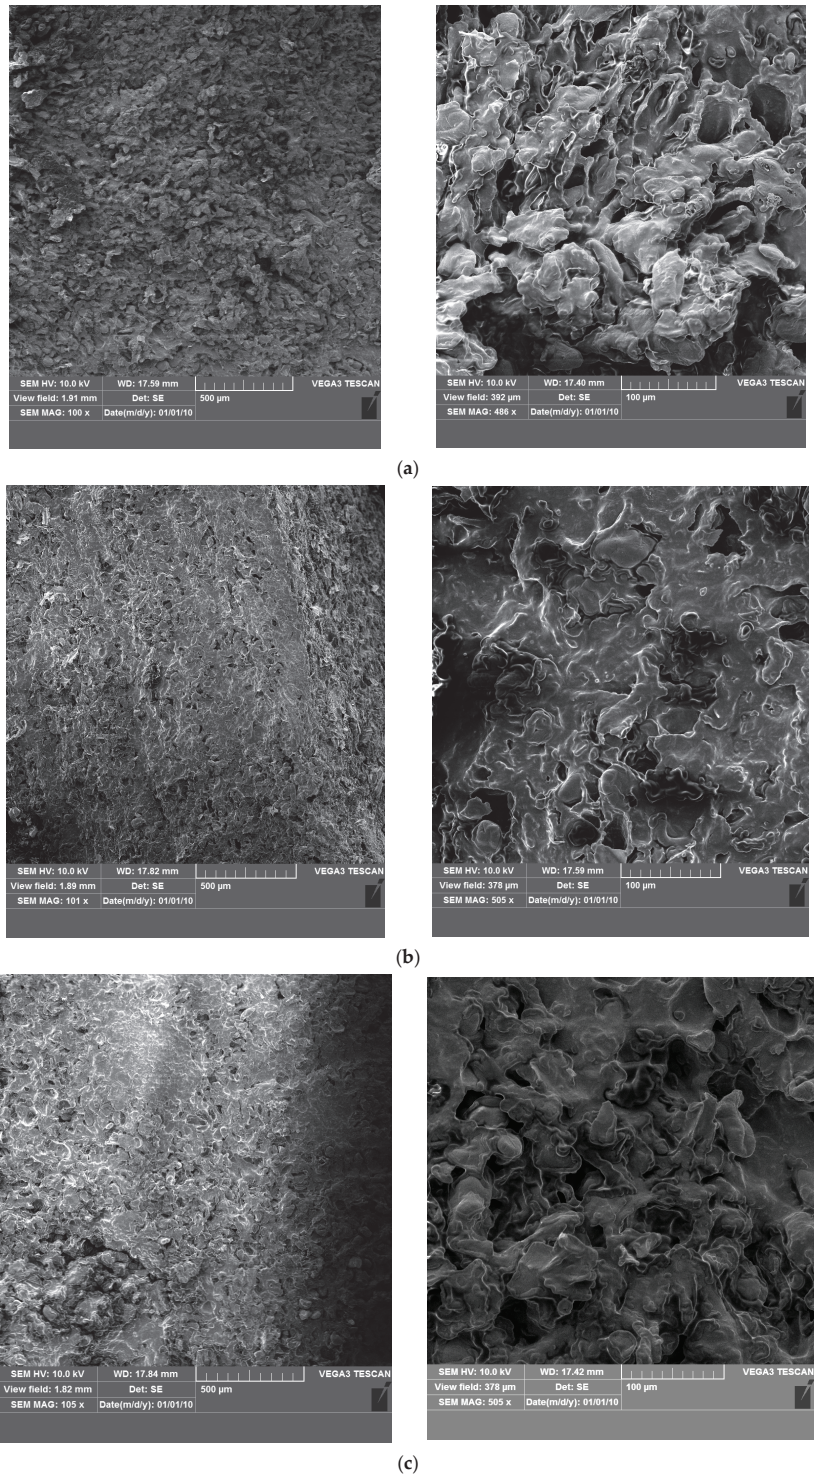 SEM HV: 10.0 kV WD: 17.59 mm VEGA3 TESCAN
View field: 1.91 mm Det: SE 500 µm
SEM MAG: 100 x Date(m/d/y): 01/01/10
SEM HV: 10.0 kV WD: 17.40 mm VEGA3 TESCAN
View field: 392 µm Det: SE 100 µm
SEM MAG: 486 x Date(m/d/y): 01/01/10
(a)
SEM HV: 10.0 kV WD: 17.82 mm VEGA3 TESCAN
View field: 1.89 mm Det: SE 500 µm
SEM MAG: 101 x Date(m/d/y): 01/01/10
SEM HV: 10.0 kV WD: 17.59 mm VEGA3 TESCAN
View field: 378 µm Det: SE 100 µm
SEM MAG: 505 x Date(m/d/y): 01/01/10
(b)
SEM HV: 10.0 kV WD: 17.84 mm VEGA3 TESCAN
View field: 1.82 mm Det: SE 500 µm
SEM MAG: 105 x Date(m/d/y): 01/01/10
SEM HV: 10.0 kV WD: 17.42 mm VEGA3 TESCAN
View field: 378 µm Det: SE 100 µm
SEM MAG: 505 x Date(m/d/y): 01/01/10
(c)